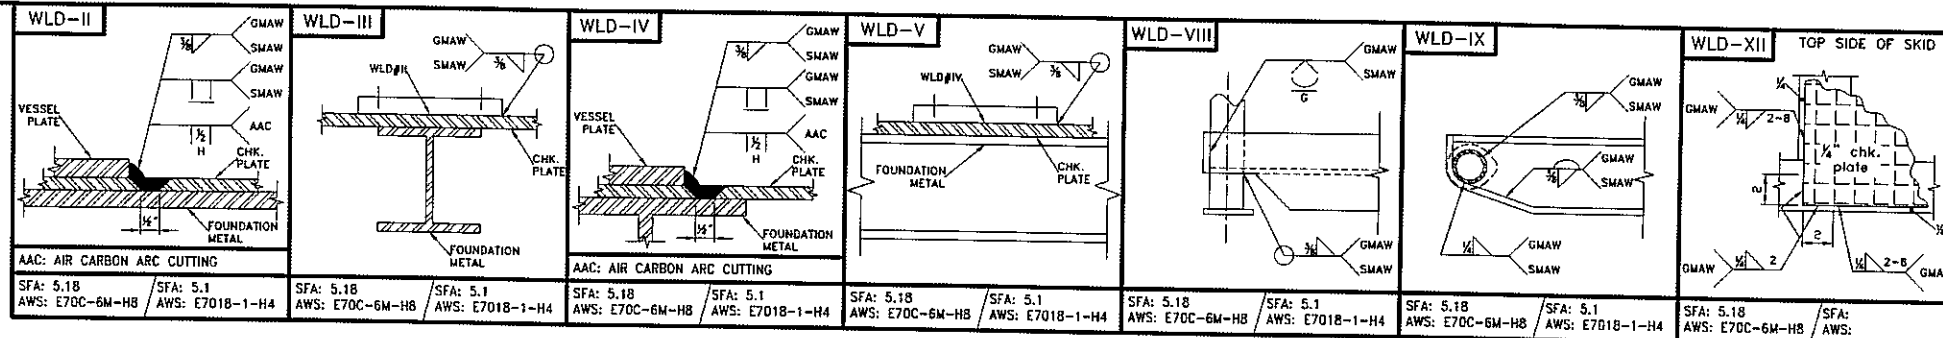 WLD-II
3/8
GMAW
SMAW
GMAW
SMAW
1/2
H
AAC
VESSEL
PLATE
CHK.
PLATE
1/2"
FOUNDATION
METAL
AAC: AIR CARBON ARC CUTTING
SFA: 5.18
AWS: E70C-6M-H8
SFA: 5.1
AWS: E7018-1-H4
WLD-III
GMAW
SMAW
3/8
WLD#II
CHK.
PLATE
FOUNDATION
METAL
SFA: 5.18
AWS: E70C-6M-H8
SFA: 5.1
AWS: E7018-1-H4
WLD-IV
3/8
GMAW
SMAW
GMAW
SMAW
1/2
H
AAC
VESSEL
PLATE
CHK.
PLATE
1/2"
FOUNDATION
METAL
AAC: AIR CARBON ARC CUTTING
SFA: 5.18
AWS: E70C-6M-H8
SFA: 5.1
AWS: E7018-1-H4
WLD-V
GMAW
SMAW
3/8
WLD#IV
FOUNDATION
METAL
CHK.
PLATE
SFA: 5.18
AWS: E70C-6M-H8
SFA: 5.1
AWS: E7018-1-H4
WLD-VIII
GMAW
SMAW
G
GMAW
SMAW
SFA: 5.18
AWS: E70C-6M-H8
SFA: 5.1
AWS: E7018-1-H4
WLD-IX
GMAW
SMAW
GMAW
SMAW
1/4
GMAW
SMAW
SFA: 5.18
AWS: E70C-6M-H8
SFA: 5.1
AWS: E7018-1-H4
WLD-XII
TOP SIDE OF SKID
1/4
GMAW
1/4
2-8
1/4" chk.
plate
2
2
GMAW
1/4
2
1/4
2-6
SFA: 5.18
AWS: E70C-6M-H8
SFA:
AWS: